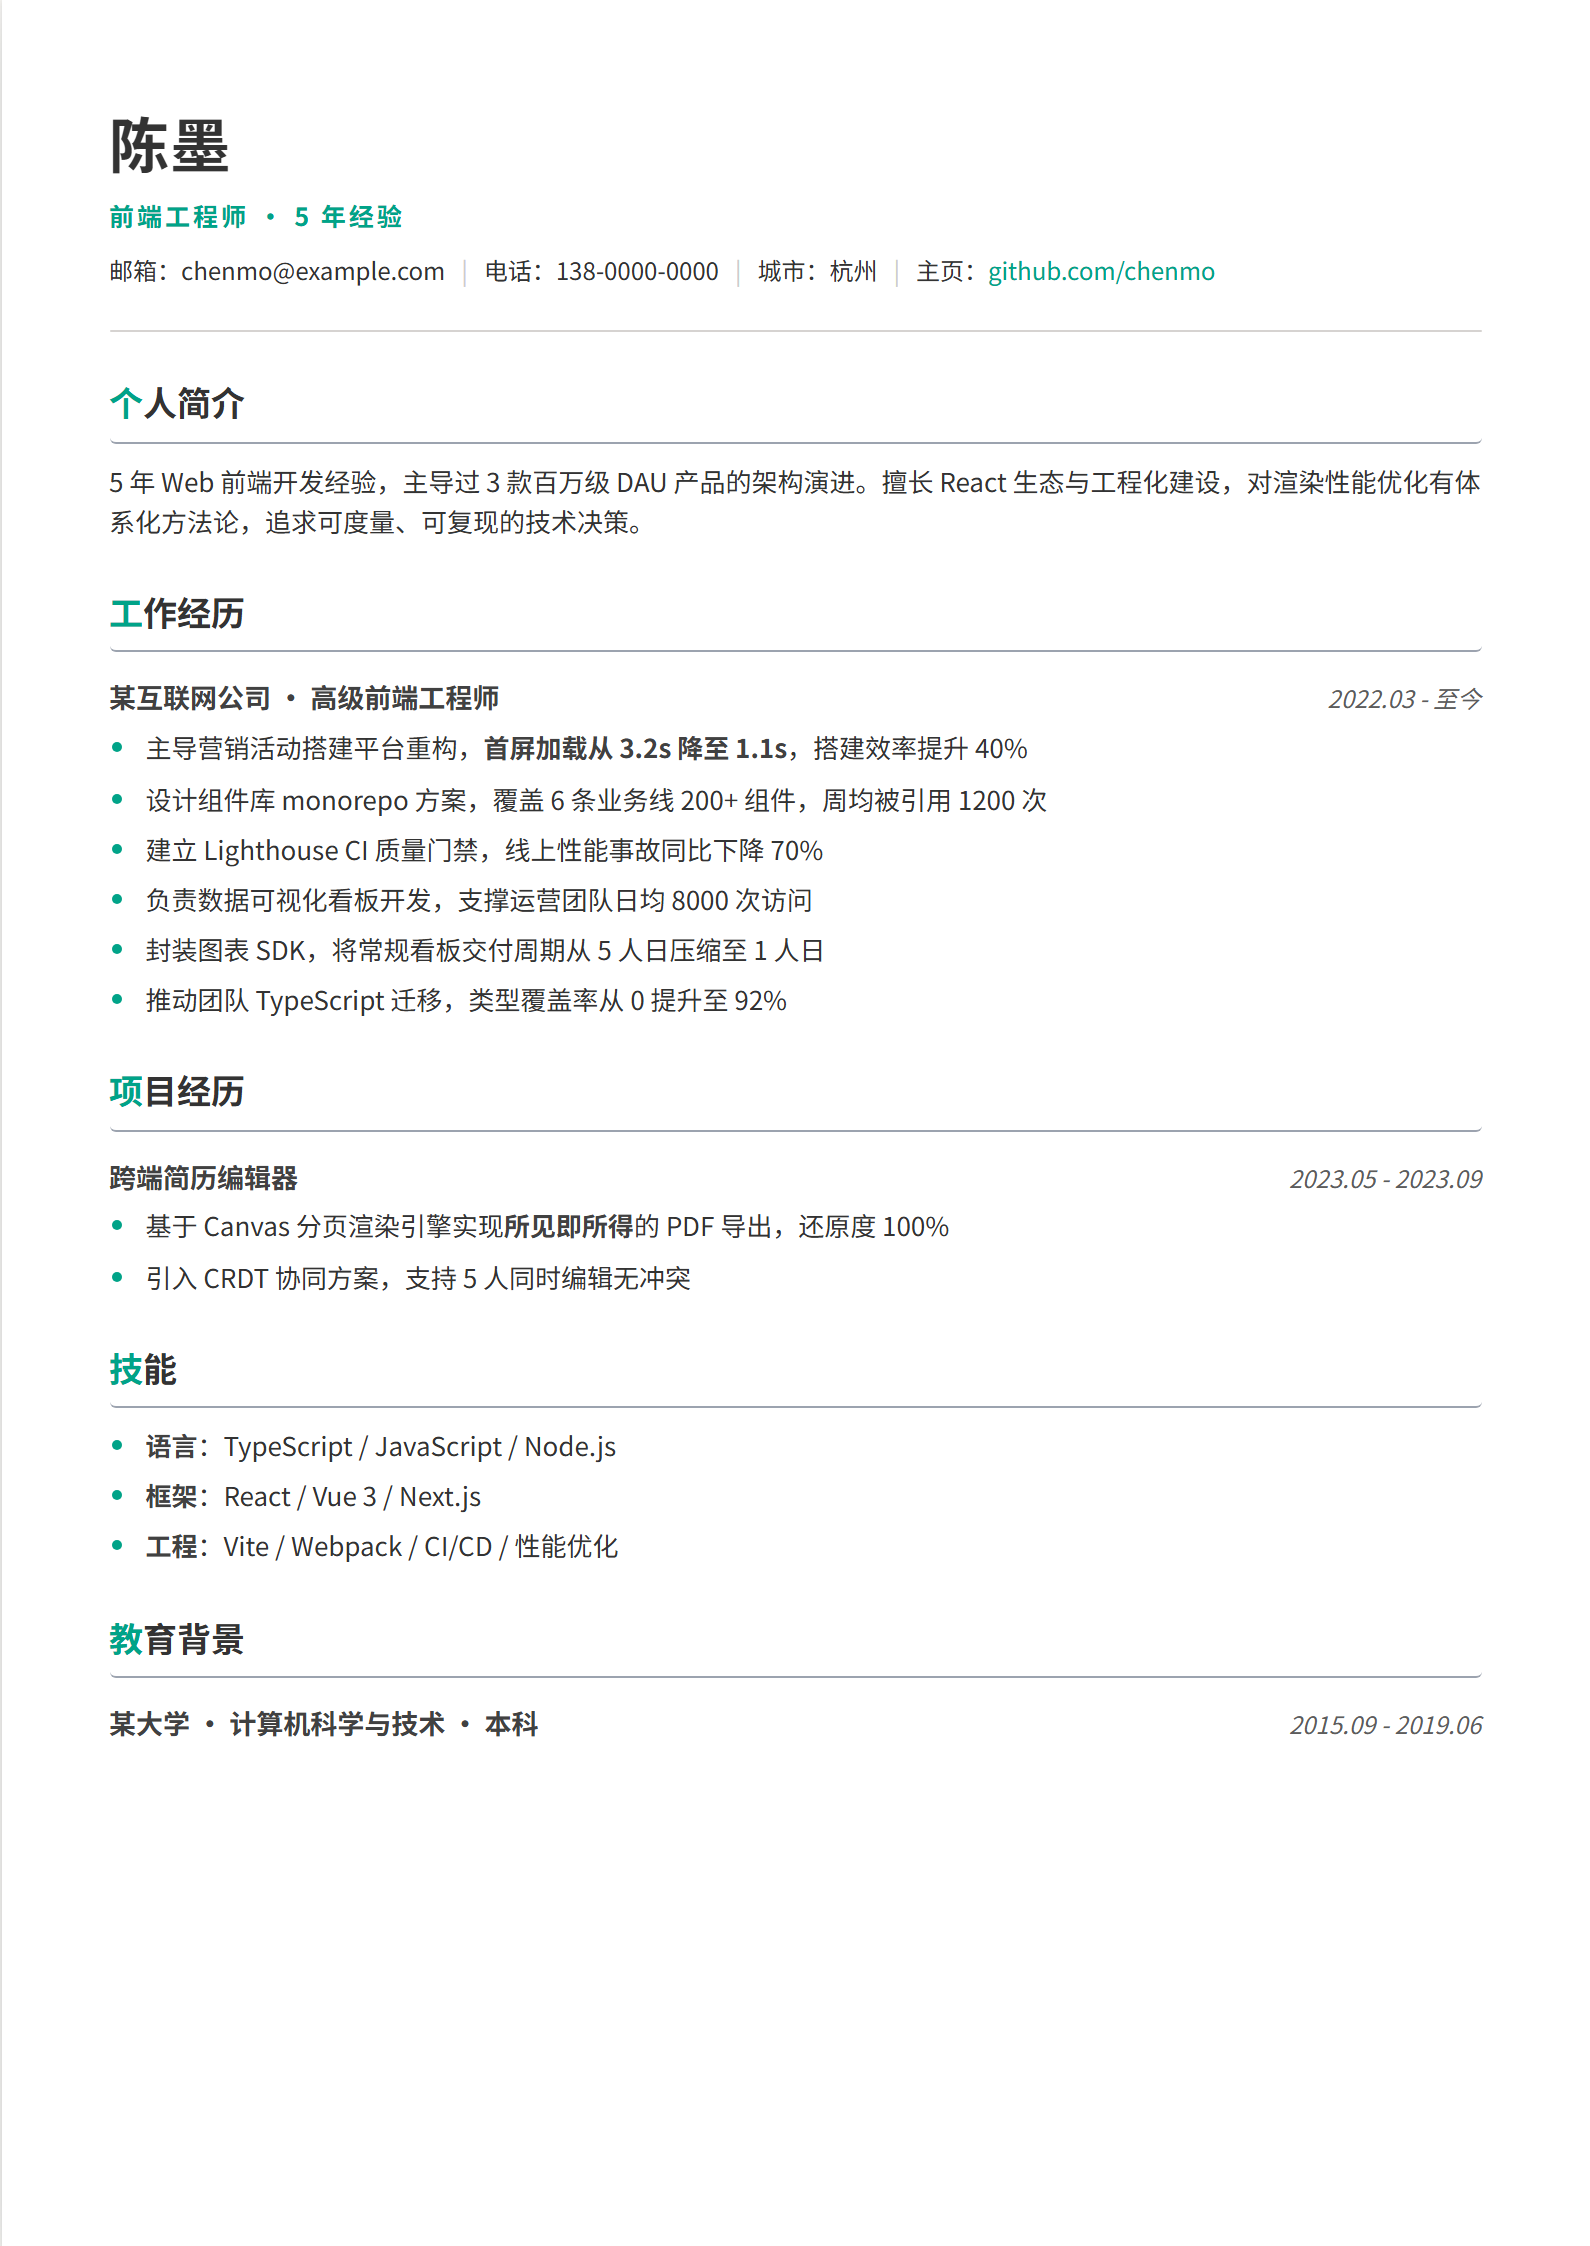 陈墨
前端工程师 · 5 年经验
邮箱：chenmo@example.com | 电话：138-0000-0000 | 城市：杭州 | 主页：github.com/chenmo
个人简介
5 年 Web 前端开发经验，主导过 3 款百万级 DAU 产品的架构演进。擅长 React 生态与工程化建设，对渲染性能优化有体
系化方法论，追求可度量、可复现的技术决策。
工作经历
某互联网公司 · 高级前端工程师 2022.03 - 至今
• 主导营销活动搭建平台重构，首屏加载从 3.2s 降至 1.1s，搭建效率提升 40%
• 设计组件库 monorepo 方案，覆盖 6 条业务线 200+ 组件，周均被引用 1200 次
• 建立 Lighthouse CI 质量门禁，线上性能事故同比下降 70%
• 负责数据可视化看板开发，支撑运营团队日均 8000 次访问
• 封装图表 SDK，将常规看板交付周期从 5 人日压缩至 1 人日
• 推动团队 TypeScript 迁移，类型覆盖率从 0 提升至 92%
项目经历
跨端简历编辑器 2023.05 - 2023.09
• 基于 Canvas 分页渲染引擎实现所见即所得的 PDF 导出，还原度 100%
• 引入 CRDT 协同方案，支持 5 人同时编辑无冲突
技能
• 语言：TypeScript / JavaScript / Node.js
• 框架：React / Vue 3 / Next.js
• 工程：Vite / Webpack / CI/CD / 性能优化
教育背景
某大学 · 计算机科学与技术 · 本科 2015.09 - 2019.06